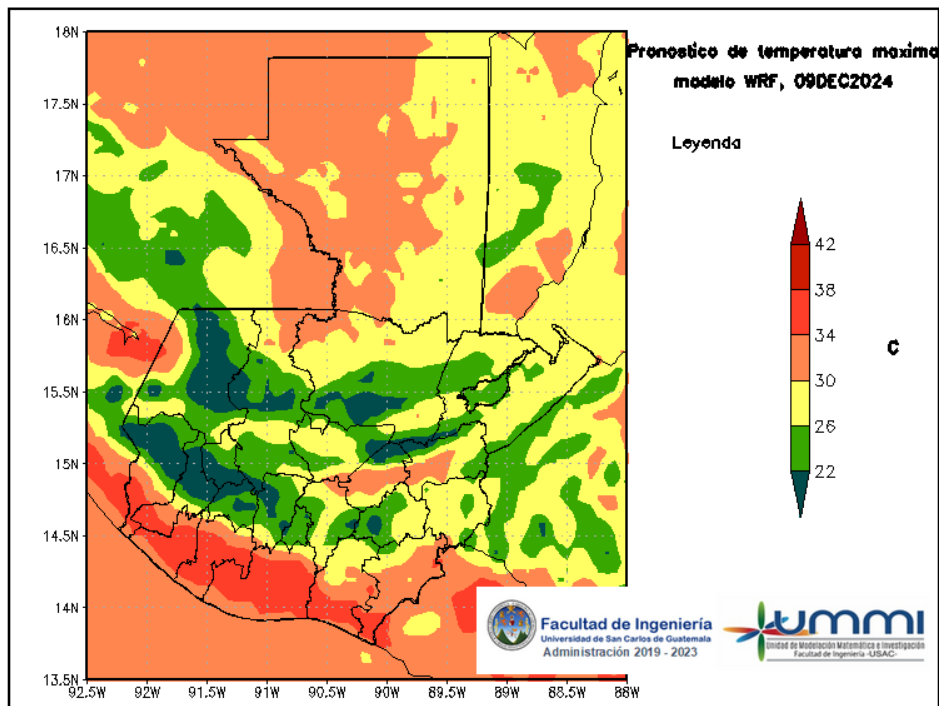 Pronostico de temperatura maxima
modelo WRF, 09DEC2024
Leyenda
42
38
34
30
26
22
C
18N
17.5N
17N
16.5N
16N
15.5N
15N
14.5N
14N
13.5N
92.5W
92W
91.5W
91W
90.5W
90W
89.5W
89W
88.5W
88W
Facultad de Ingeniería
Universidad de San Carlos de Guatemala
Administración 2019 - 2023
ummi
Unidad de Modelación Matemática e Investigación
Facultad de Ingeniería -USAC-